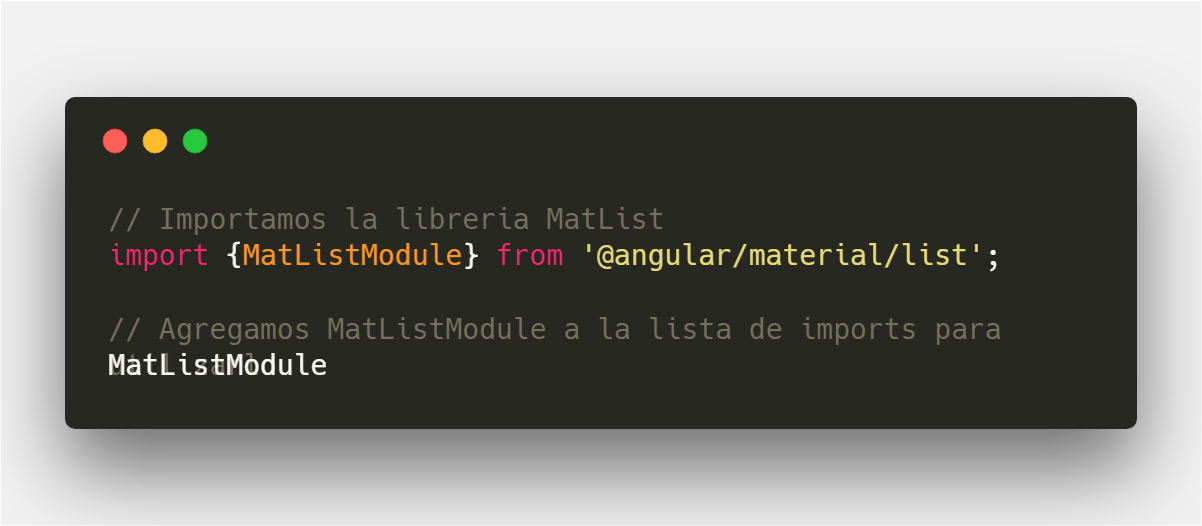 // Importamos la libreria MatList
import {MatListModule} from '@angular/material/list';
// Agregamos MatListModule a la lista de imports para
MatListModule